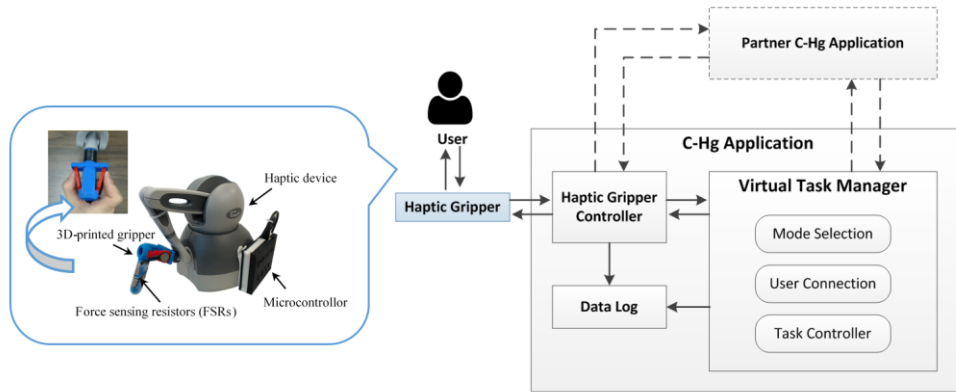 Partner C-Hg Application
User
C-Hg Application
Haptic Gripper
Haptic Gripper
Controller
Data Log
Virtual Task Manager
Mode Selection
User Connection
Task Controller
Haptic device
3D-printed gripper
Microcontrollor
Force sensing resistors (FSRs)